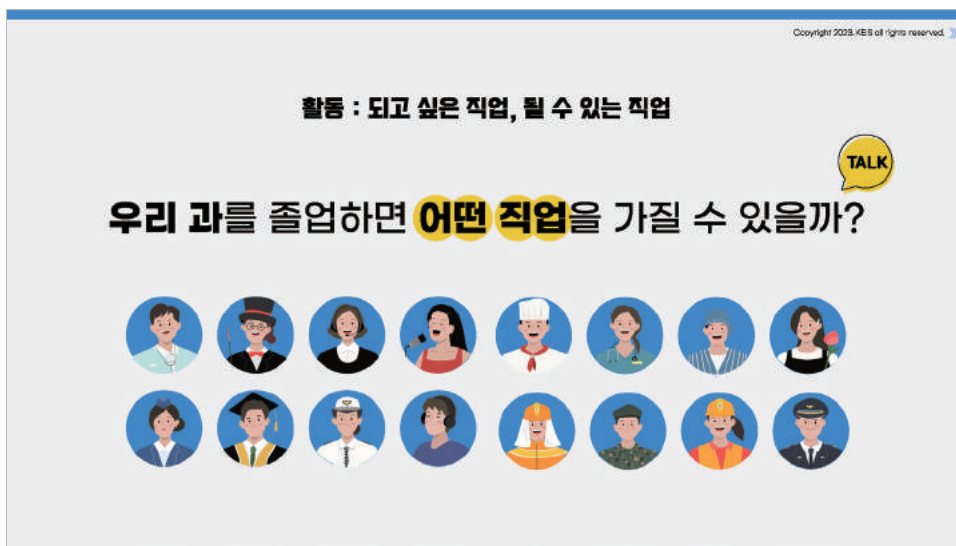 Copyright 2023. KBS all rights reserved.
활동 : 되고 싶은 직업, 될 수 있는 직업
TALK
우리 과를 졸업하면 어떤 직업을 가질 수 있을까?